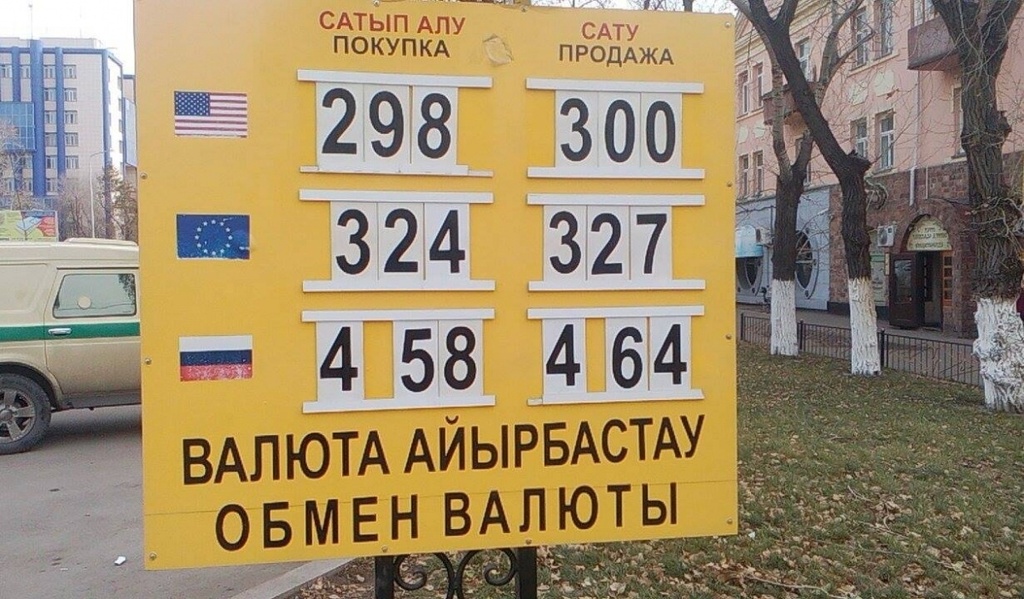 САТЫП АЛУ САТУ
ПОКУПКА ПРОДАЖА
298 300
324 327
4 58 4 64
ВАЛЮТА АЙЫРБАСТАУ
ОБМЕН ВАЛЮТЫ